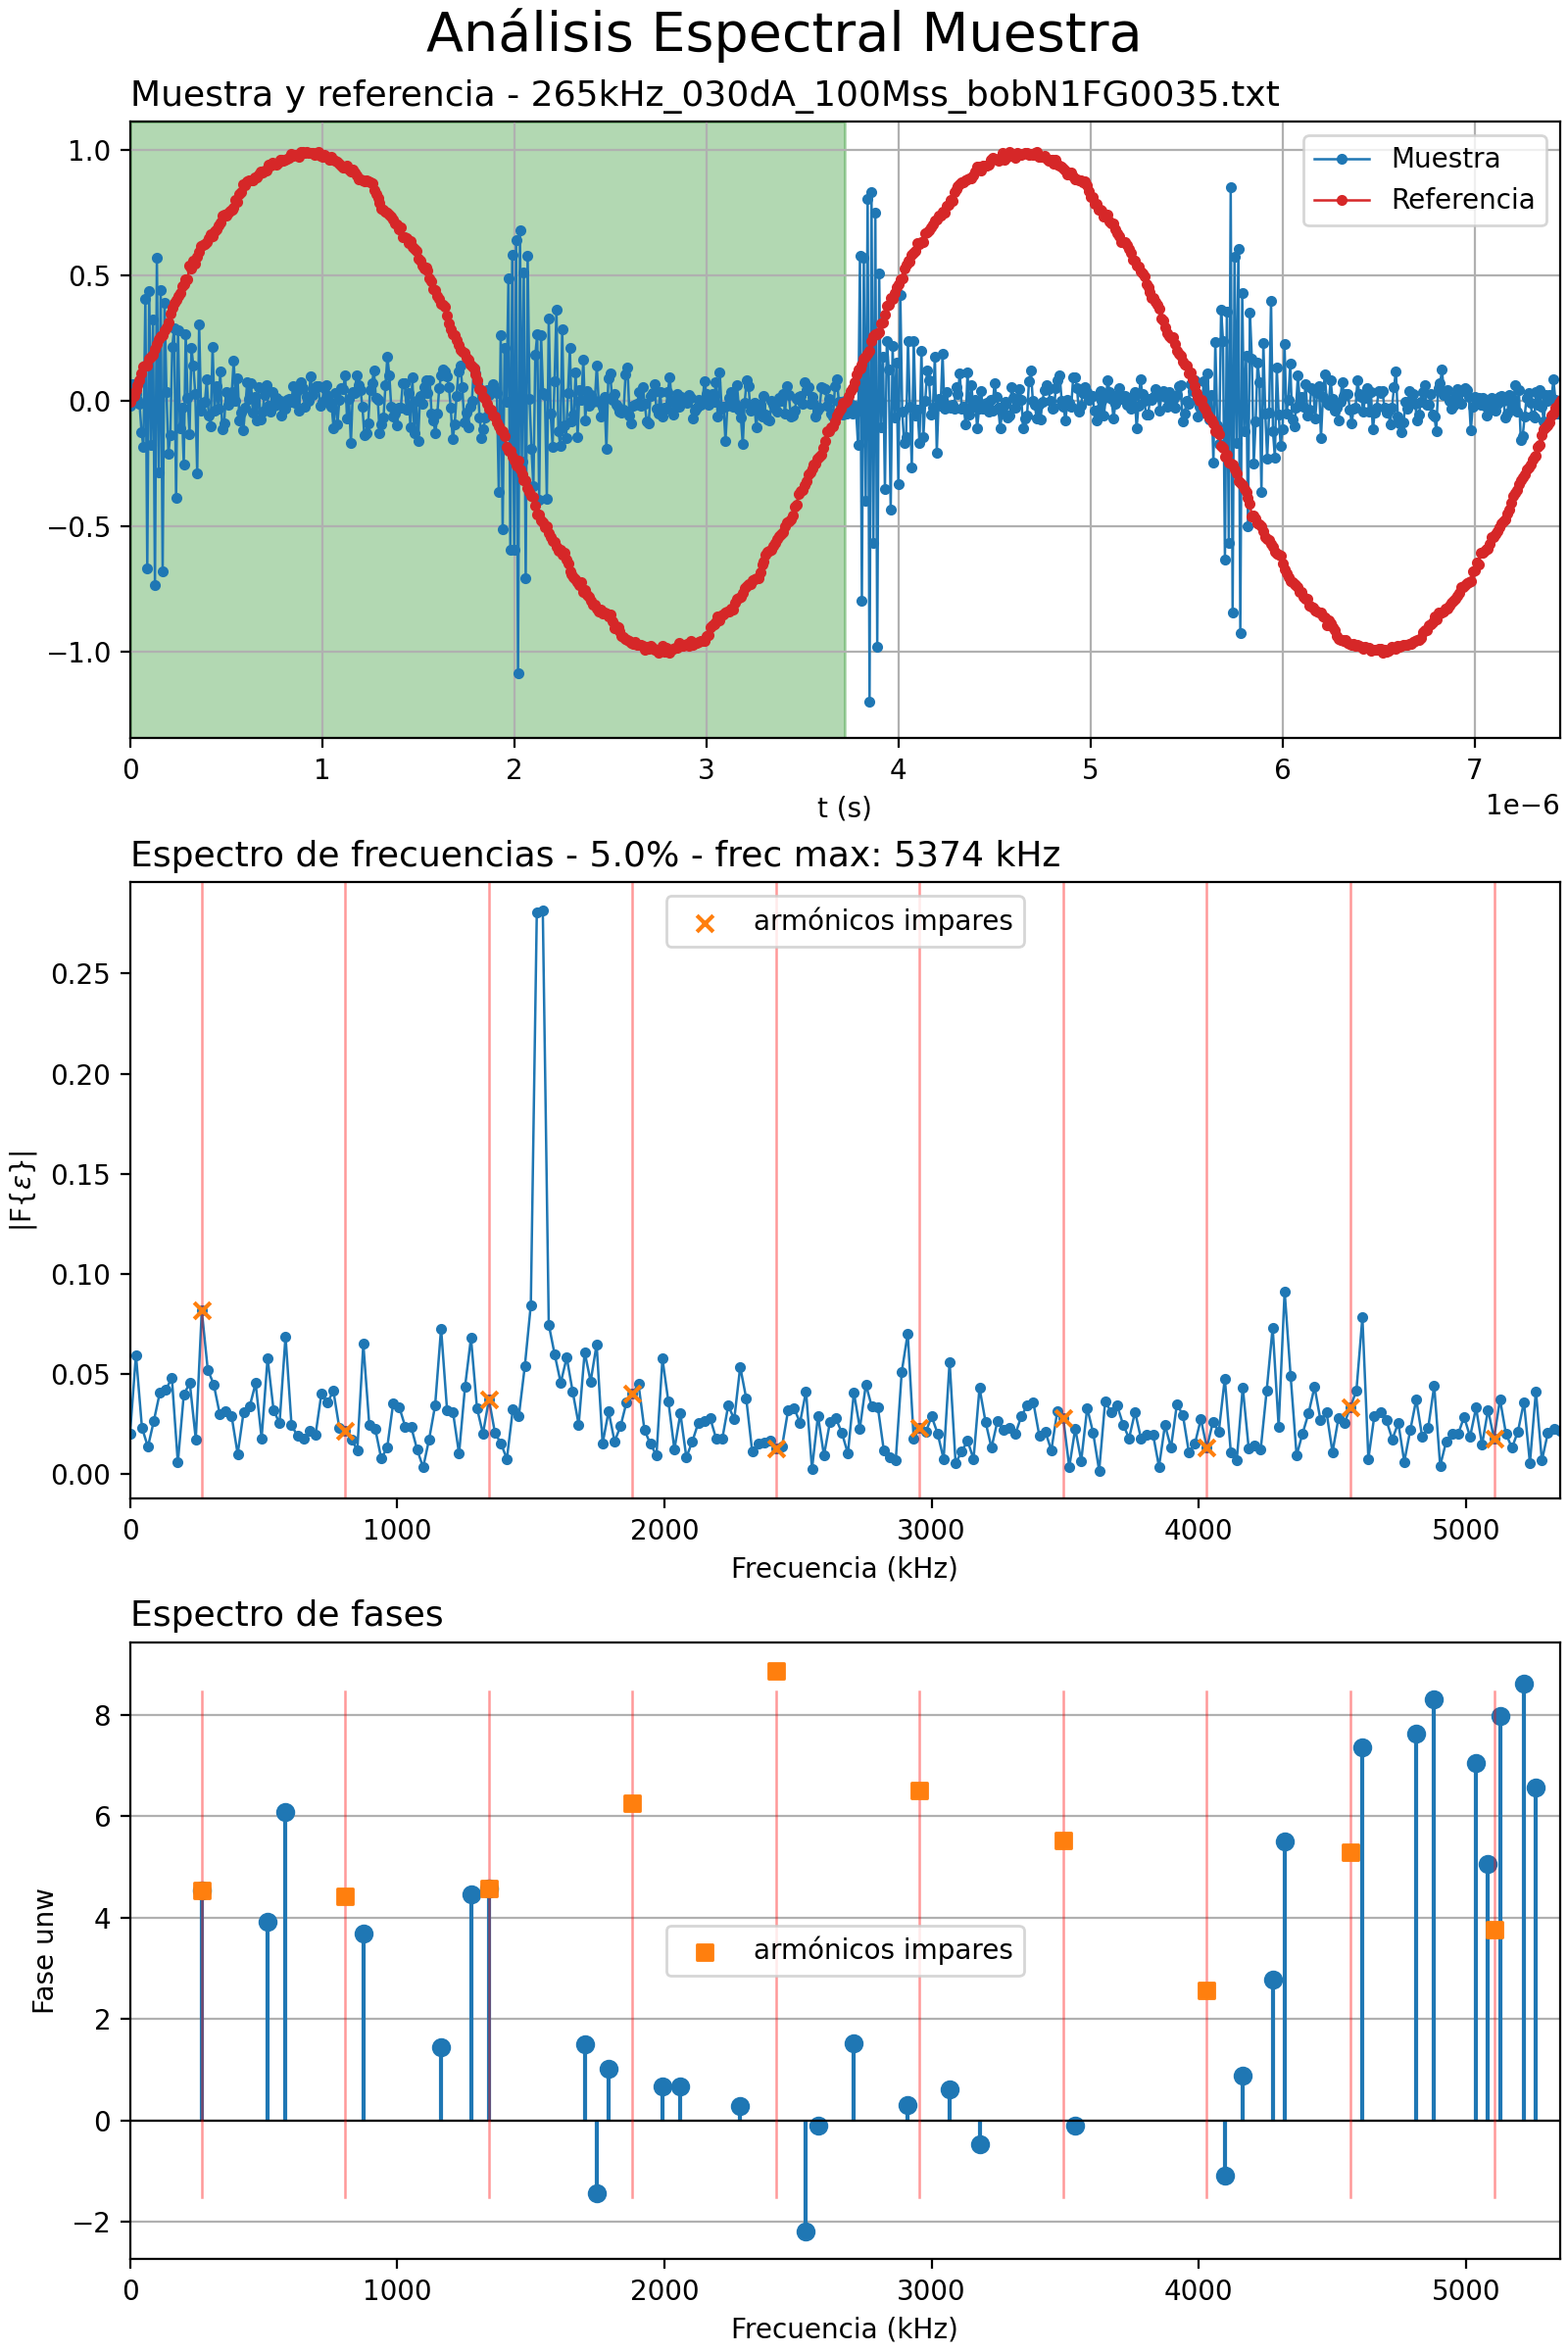 Análisis Espectral Muestra
Muestra y referencia - 265kHz_030dA_100Mss_bobN1FG0035.txt
1.0
0.5
0.0
−0.5
−1.0
Muestra
Referencia
0 1 2 3 4 5 6 7
1e−6
t (s)
Espectro de frecuencias - 5.0% - frec max: 5374 kHz
armónicos impares
0.25
0.20
0.15
0.10
0.05
0.00
|F{ε}|
0 1000 2000 3000 4000 5000
Frecuencia (kHz)
Espectro de fases
8
6
4
2
0
−2
Fase unw
armónicos impares
0 1000 2000 3000 4000 5000
Frecuencia (kHz)